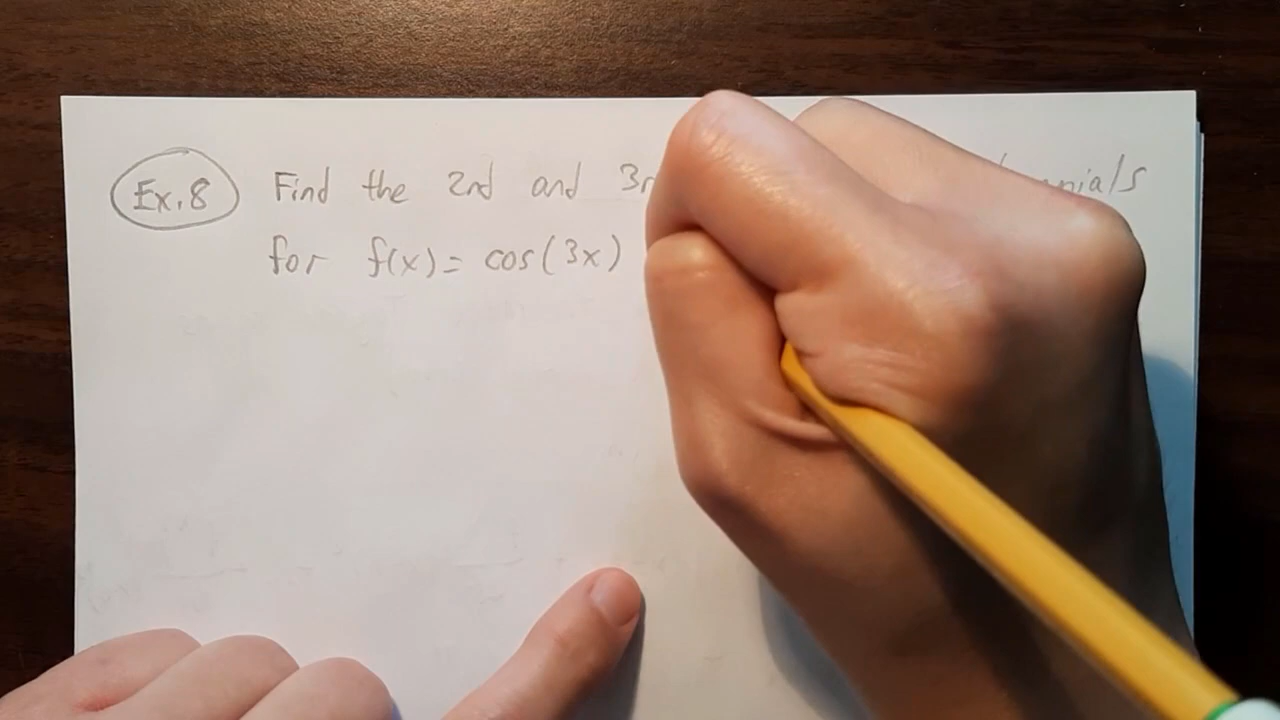 Ex. 8 Find the 2nd and
for f(x) = cos(3x)